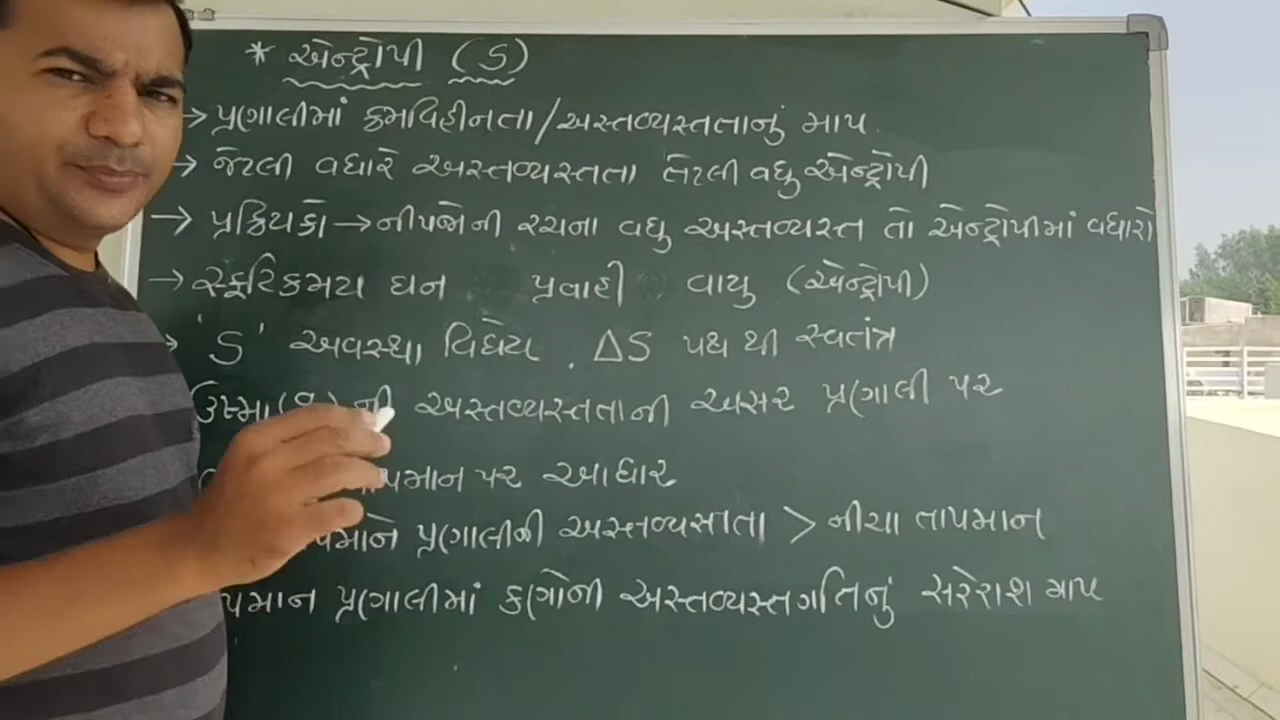 * એન્ટ્રોપી (S)
→ પ્રણાલીમાં ક્રમવિહીનતા/અસ્તવ્યસ્તતાનું માપ
→ જેટલી વધારે અસ્તવ્યસ્તતા તેટલી વધુ એન્ટ્રોપી
→ પ્રક્રિયકો → નીપજોની રચના વધુ અસ્તવ્યસ્ત તો એન્ટ્રોપીમાં વધારો
→ સ્ફટિકમય ઘન પ્રવાહી વાયુ (એન્ટ્રોપી)
→ 'S' અવસ્થા વિધેય . ΔS પથ થી સ્વતંત્ર
ઉષ્મા (q) ની અસ્તવ્યસ્તતાની અસર પ્રણાલી પર
પર આધાર
પ્રણાલીની અસ્તવ્યસ્તતા > નીચા તાપમાન
પ્રણાલીમાં કણોની અસ્તવ્યસ્તગતિનું સરેરાશ માપ